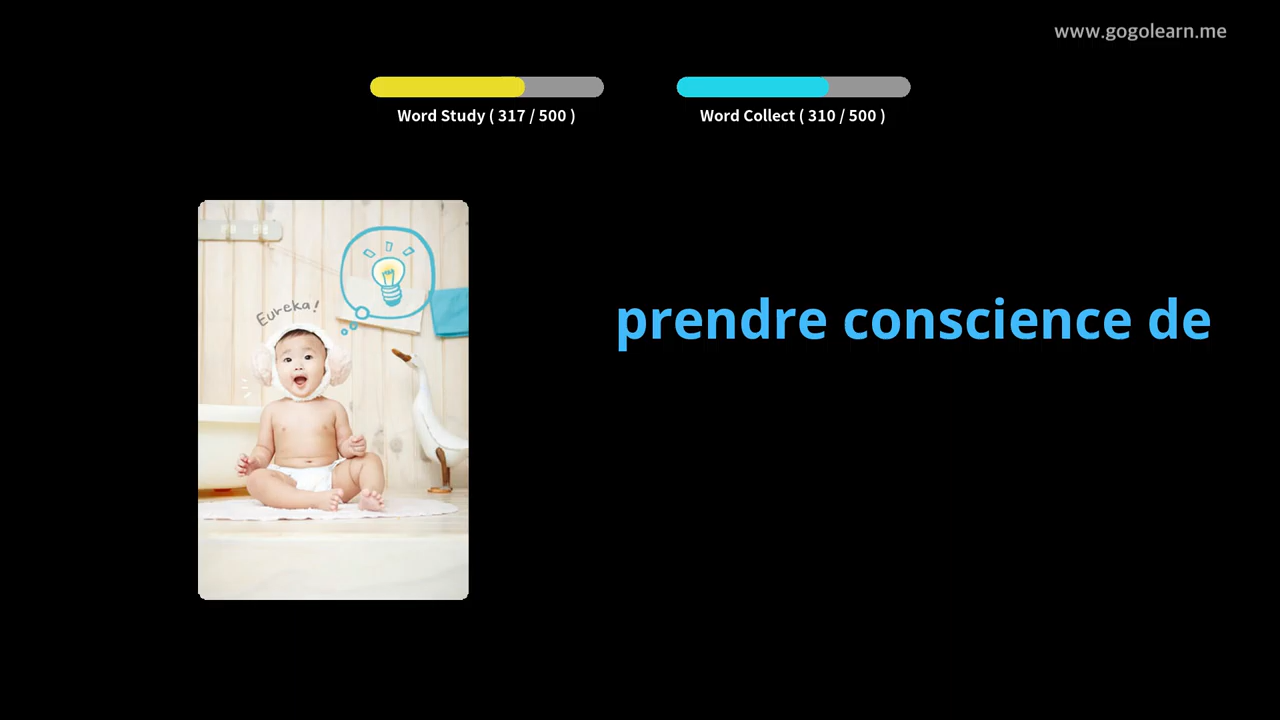 www.gogolearn.me
Word Study ( 317 / 500 )
Word Collect ( 310 / 500 )
Eureka!
prendre conscience de